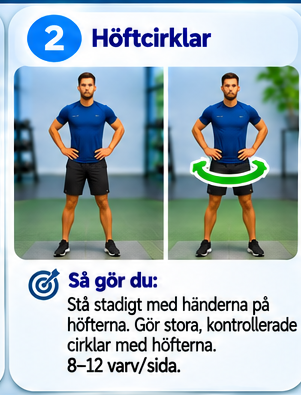 2
Höftcirklar
Så gör du:
Stå stadigt med händerna på
höfterna. Gör stora, kontrollerade
cirklar med höfterna.
8–12 varv/sida.